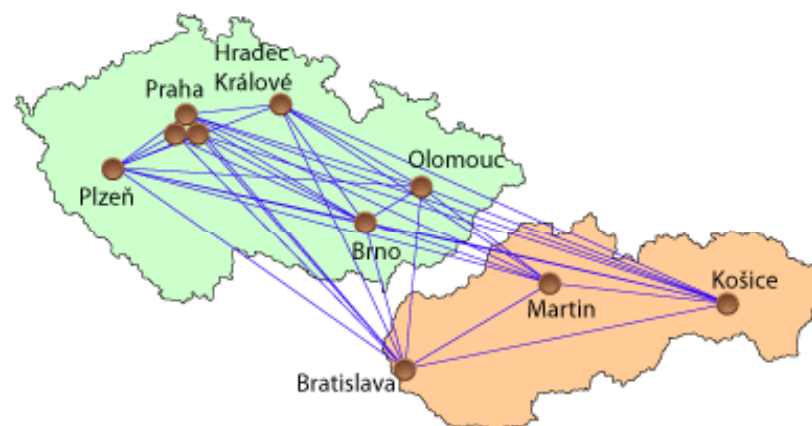 Hradec
Králové
Praha
Olomouc
Plzeň
Brno
Košice
Martin
Bratislava